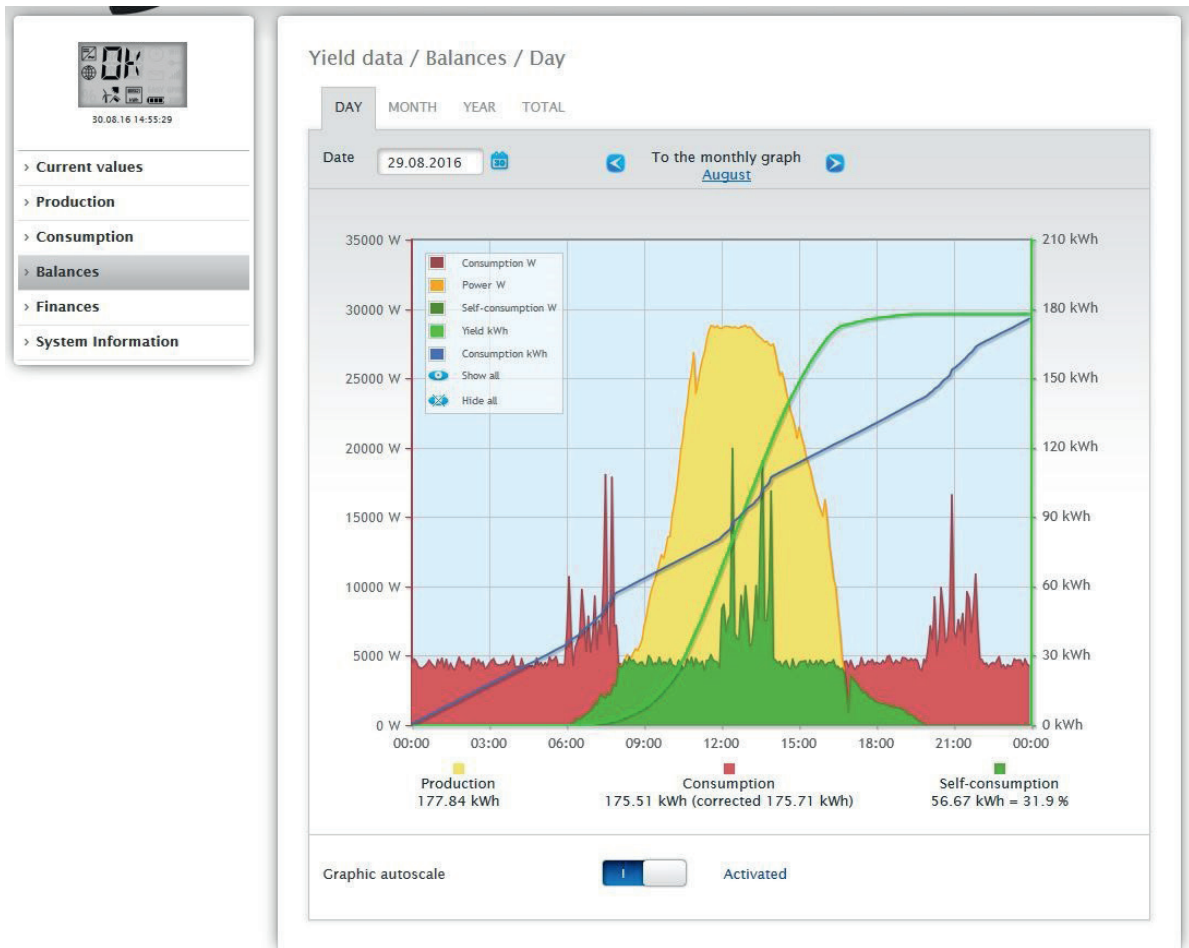 OK
30.08.16 14:55:29
› Current values
› Production
› Consumption
› Balances
› Finances
› System Information
Yield data / Balances / Day
DAY MONTH YEAR TOTAL
Date 29.08.2016 30 To the monthly graph
August
35000 W
30000 W
25000 W
20000 W
15000 W
10000 W
5000 W
0 W
Consumption W
Power W
Self-consumption W
Yield kWh
Consumption kWh
Show all
Hide all
210 kWh
180 kWh
150 kWh
120 kWh
90 kWh
60 kWh
30 kWh
0 kWh
00:00 03:00 06:00 09:00 12:00 15:00 18:00 21:00 00:00
Production
177.84 kWh
Consumption
175.51 kWh (corrected 175.71 kWh)
Self-consumption
56.67 kWh = 31.9 %
Graphic autoscale I Activated